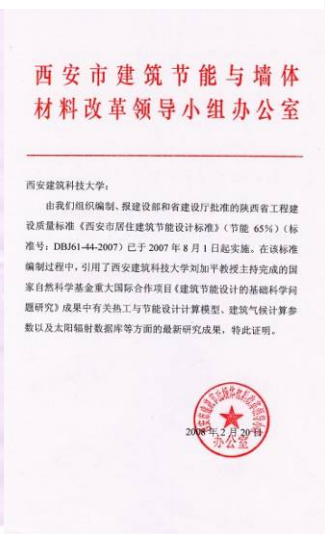 西安市建筑节能与墙体
材料改革领导小组办公室
西安建筑科技大学：
由我们组织编制、报建设部和省建设厅批准的陕西省工程建
设质量标准《西安市居住建筑节能设计标准》（节能 65%）（标
准号：DBJ61-44-2007）已于 2007 年 8 月 1 日起实施。在该标准
编制过程中，引用了西安建筑科技大学刘加平教授主持完成的国
家自然科学基金重大国际合作项目《建筑节能设计的基础科学问
题研究》成果中有关热工与节能设计计算模型、建筑气候计算参
数以及太阳辐射数据库等方面的最新研究成果，特此证明。
2008 年 2 月 20 日
办公室